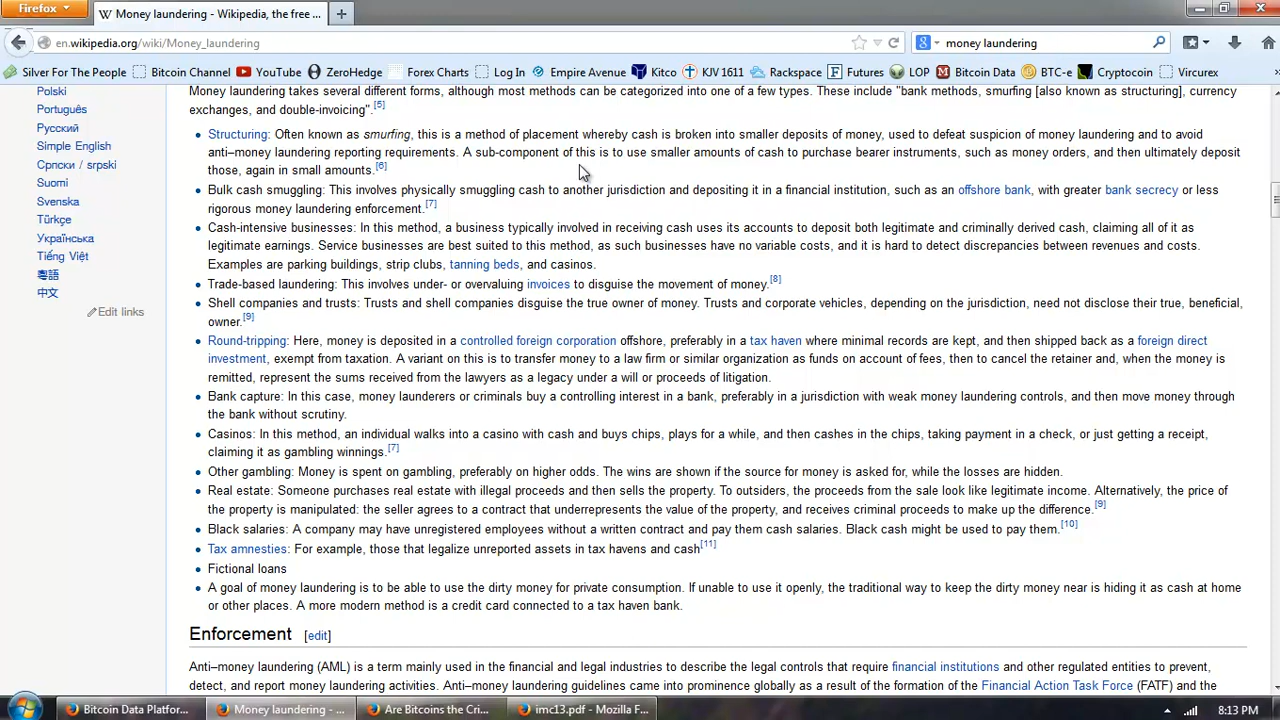 Firefox
Money laundering - Wikipedia, the free ...
en.wikipedia.org/wiki/Money_laundering
money laundering
Silver For The People
Bitcoin Channel
YouTube
ZeroHedge
Forex Charts
Log In
Empire Avenue
Kitco
KJV 1611
Rackspace
Futures
LOP
Bitcoin Data
BTC-e
Cryptocoin
Vircurex
Polski
Português
Русский
Simple English
Српски / srpski
Suomi
Svenska
Türkçe
Українська
Tiếng Việt
粵語
中文
Edit links
Money laundering takes several different forms, although most methods can be categorized into one of a few types. These include "bank methods, smurfing [also known as structuring], currency
exchanges, and double-invoicing".[5]
• Structuring: Often known as smurfing, this is a method of placement whereby cash is broken into smaller deposits of money, used to defeat suspicion of money laundering and to avoid
anti–money laundering reporting requirements. A sub-component of this is to use smaller amounts of cash to purchase bearer instruments, such as money orders, and then ultimately deposit
those, again in small amounts.[6]
• Bulk cash smuggling: This involves physically smuggling cash to another jurisdiction and depositing it in a financial institution, such as an offshore bank, with greater bank secrecy or less
rigorous money laundering enforcement.[7]
• Cash-intensive businesses: In this method, a business typically involved in receiving cash uses its accounts to deposit both legitimate and criminally derived cash, claiming all of it as
legitimate earnings. Service businesses are best suited to this method, as such businesses have no variable costs, and it is hard to detect discrepancies between revenues and costs.
Examples are parking buildings, strip clubs, tanning beds, and casinos.
• Trade-based laundering: This involves under- or overvaluing invoices to disguise the movement of money.[8]
• Shell companies and trusts: Trusts and shell companies disguise the true owner of money. Trusts and corporate vehicles, depending on the jurisdiction, need not disclose their true, beneficial,
owner.[9]
• Round-tripping: Here, money is deposited in a controlled foreign corporation offshore, preferably in a tax haven where minimal records are kept, and then shipped back as a foreign direct
investment, exempt from taxation. A variant on this is to transfer money to a law firm or similar organization as funds on account of fees, then to cancel the retainer and, when the money is
remitted, represent the sums received from the lawyers as a legacy under a will or proceeds of litigation.
• Bank capture: In this case, money launderers or criminals buy a controlling interest in a bank, preferably in a jurisdiction with weak money laundering controls, and then move money through
the bank without scrutiny.
• Casinos: In this method, an individual walks into a casino with cash and buys chips, plays for a while, and then cashes in the chips, taking payment in a check, or just getting a receipt,
claiming it as gambling winnings.[7]
• Other gambling: Money is spent on gambling, preferably on higher odds. The wins are shown if the source for money is asked for, while the losses are hidden.
• Real estate: Someone purchases real estate with illegal proceeds and then sells the property. To outsiders, the proceeds from the sale look like legitimate income. Alternatively, the price of
the property is manipulated: the seller agrees to a contract that underrepresents the value of the property, and receives criminal proceeds to make up the difference.[9]
• Black salaries: A company may have unregistered employees without a written contract and pay them cash salaries. Black cash might be used to pay them.[10]
• Tax amnesties: For example, those that legalize unreported assets in tax havens and cash[11]
• Fictional loans
• A goal of money laundering is to be able to use the dirty money for private consumption. If unable to use it openly, the traditional way to keep the dirty money near is hiding it as cash at home
or other places. A more modern method is a credit card connected to a tax haven bank.
Enforcement [edit]
Anti–money laundering (AML) is a term mainly used in the financial and legal industries to describe the legal controls that require financial institutions and other regulated entities to prevent,
detect, and report money laundering activities. Anti–money laundering guidelines came into prominence globally as a result of the formation of the Financial Action Task Force (FATF) and the
Bitcoin Data Platfor...
Money laundering - ...
Are Bitcoins the Cri...
imc13.pdf - Mozilla F...
8:13 PM